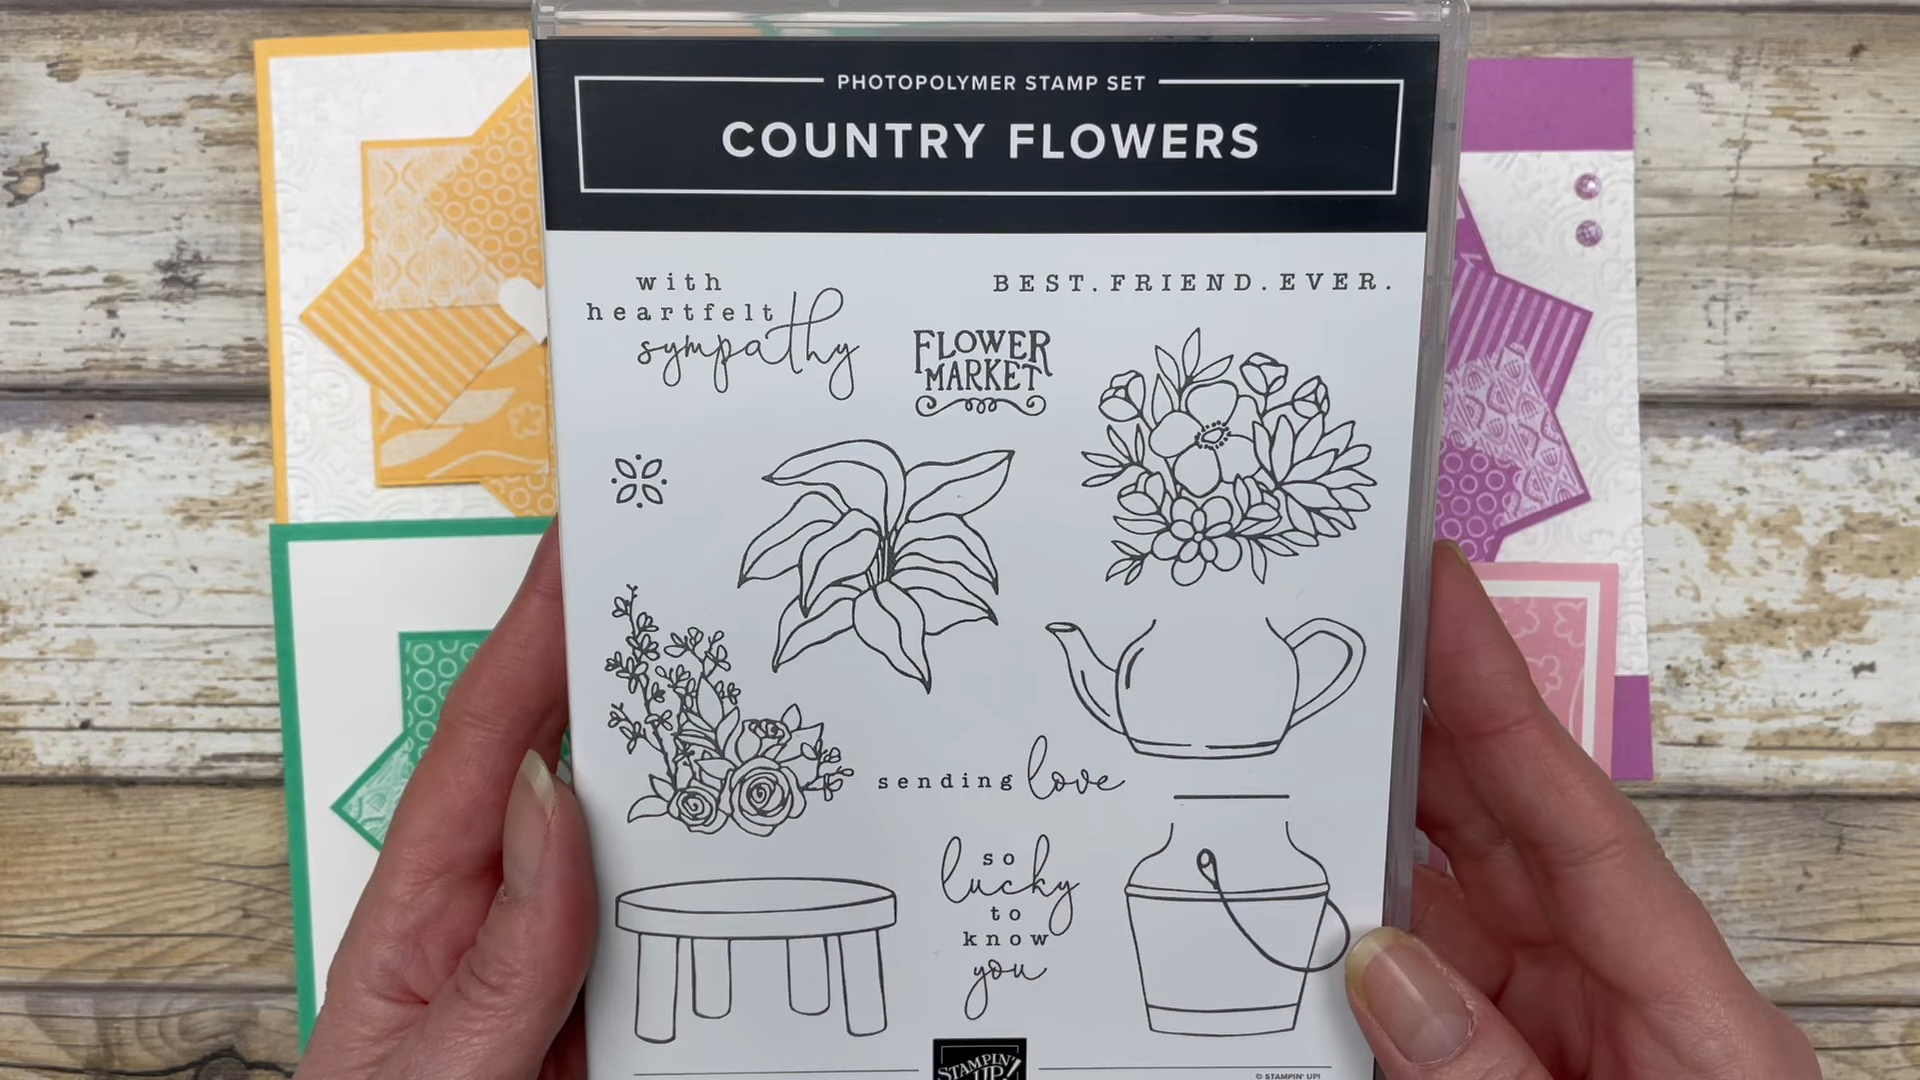 PHOTOPOLYMER STAMP SET
COUNTRY FLOWERS
with
heartfelt
sympathy
BEST.FRIEND.EVER.
FLOWER
MARKET
sending love
so
lucky
to
know
you
STAMPIN'
UP!
© STAMPIN' UP!